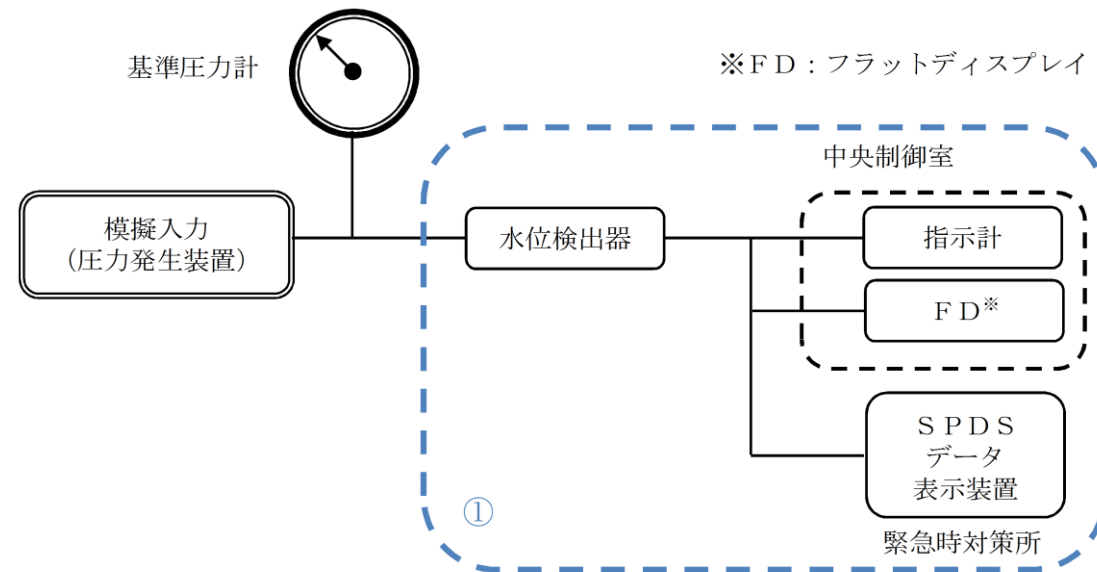 基準圧力計
※ＦＤ：フラットディスプレイ
中央制御室
模擬入力
（圧力発生装置）
水位検出器
指示計
ＦＤ※
ＳＰＤＳ
データ
表示装置
①
緊急時対策所